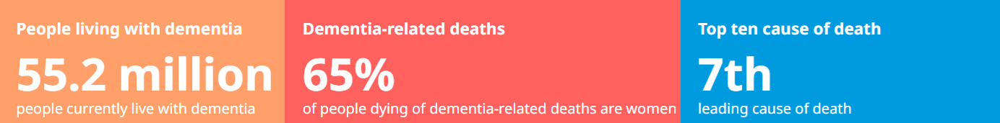 People living with dementia
55.2 million
people currently live with dementia
Dementia-related deaths
65%
of people dying of dementia-related deaths are women
Top ten cause of death
7th
leading cause of death